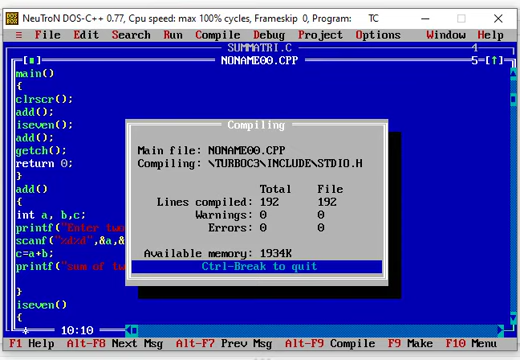 NeuTroN DOS-C++ 0.77, Cpu speed: max 100% cycles, Frameskip 0, Program: TC
≡ File Edit Search Run Compile Debug Project Options Window Help
SUMMATRI.C 4
[■] NONAME00.CPP 5=[↑]
main()
{
clrscr();
add();
iseven();
add();
getch();
return 0;
}
add()
{
int a, b,c;
printf("Enter two
scanf("%d%d",&a,&
c=a+b;
printf("sum of tw
}
iseven()
{
Compiling
Main file: NONAME00.CPP
Compiling: \TURBOC3\INCLUDE\STDIO.H
Total File
Lines compiled: 192 192
Warnings: 0 0
Errors: 0 0
Available memory: 1934K
Ctrl-Break to quit
* 10:10
F1 Help Alt-F8 Next Msg Alt-F7 Prev Msg Alt-F9 Compile F9 Make F10 Menu